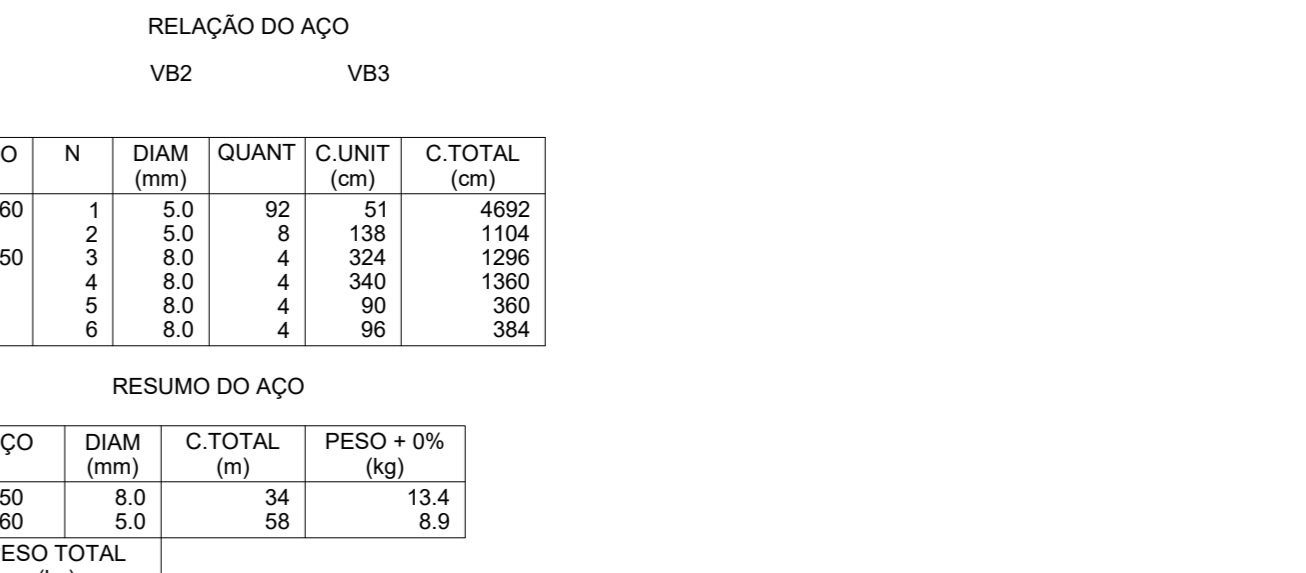 RELAÇÃO DO AÇO
VB2 VB3
O N DIAM QUANT C.UNIT C.TOTAL
(mm) (cm) (cm)
60 1 5.0 92 51 4692
2 5.0 8 138 1104
50 3 8.0 4 324 1296
4 8.0 4 340 1360
5 8.0 4 90 360
6 8.0 4 96 384
RESUMO DO AÇO
ÇO DIAM C.TOTAL PESO + 0%
(mm) (m) (kg)
50 8.0 34 13.4
60 5.0 58 8.9
ESO TOTAL